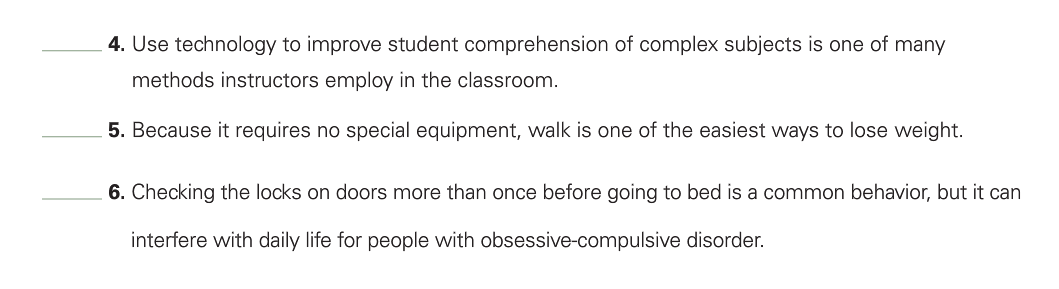 _____ 4. Use technology to improve student comprehension of complex subjects is one of many
methods instructors employ in the classroom.
_____ 5. Because it requires no special equipment, walk is one of the easiest ways to lose weight.
_____ 6. Checking the locks on doors more than once before going to bed is a common behavior, but it can
interfere with daily life for people with obsessive-compulsive disorder.